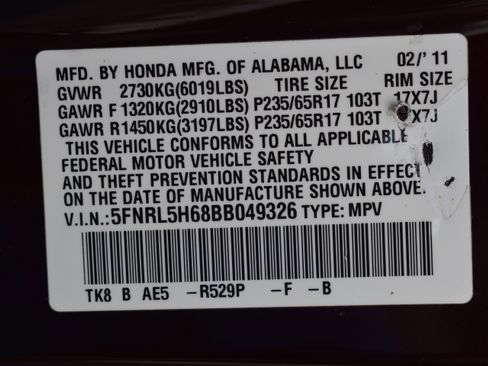 MFD. BY HONDA MFG. OF ALABAMA, LLC 02/'11
GVWR 2730KG(6019LBS) TIRE SIZE RIM SIZE
GAWR F 1320KG(2910LBS) P235/65R17 103T 17X7J
GAWR R1450KG(3197LBS) P235/65R17 103T 17X7J
THIS VEHICLE CONFORMS TO ALL APPLICABLE
FEDERAL MOTOR VEHICLE SAFETY
AND THEFT PREVENTION STANDARDS IN EFFECT
ON THE DATE OF MANUFACTURE SHOWN ABOVE.
V.I.N.:5FNRL5H68BB049326 TYPE: MPV
TK8 B AE5 -R529P -F -B